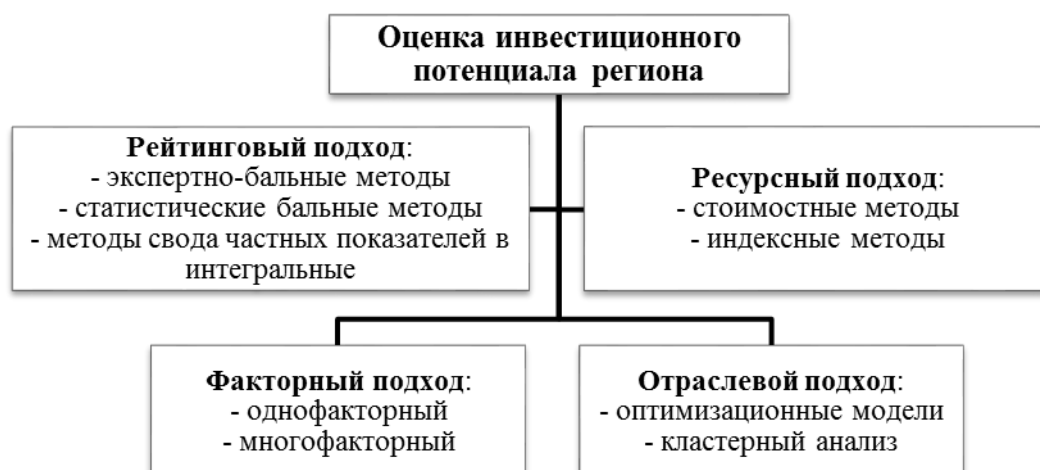 Оценка инвестиционного
потенциала региона
Рейтинговый подход:
- экспертно-бальные методы
- статистические бальные методы
- методы свода частных показателей в
интегральные
Ресурсный подход:
- стоимостные методы
- индексные методы
Факторный подход:
- однофакторный
- многофакторный
Отраслевой подход:
- оптимизационные модели
- кластерный анализ